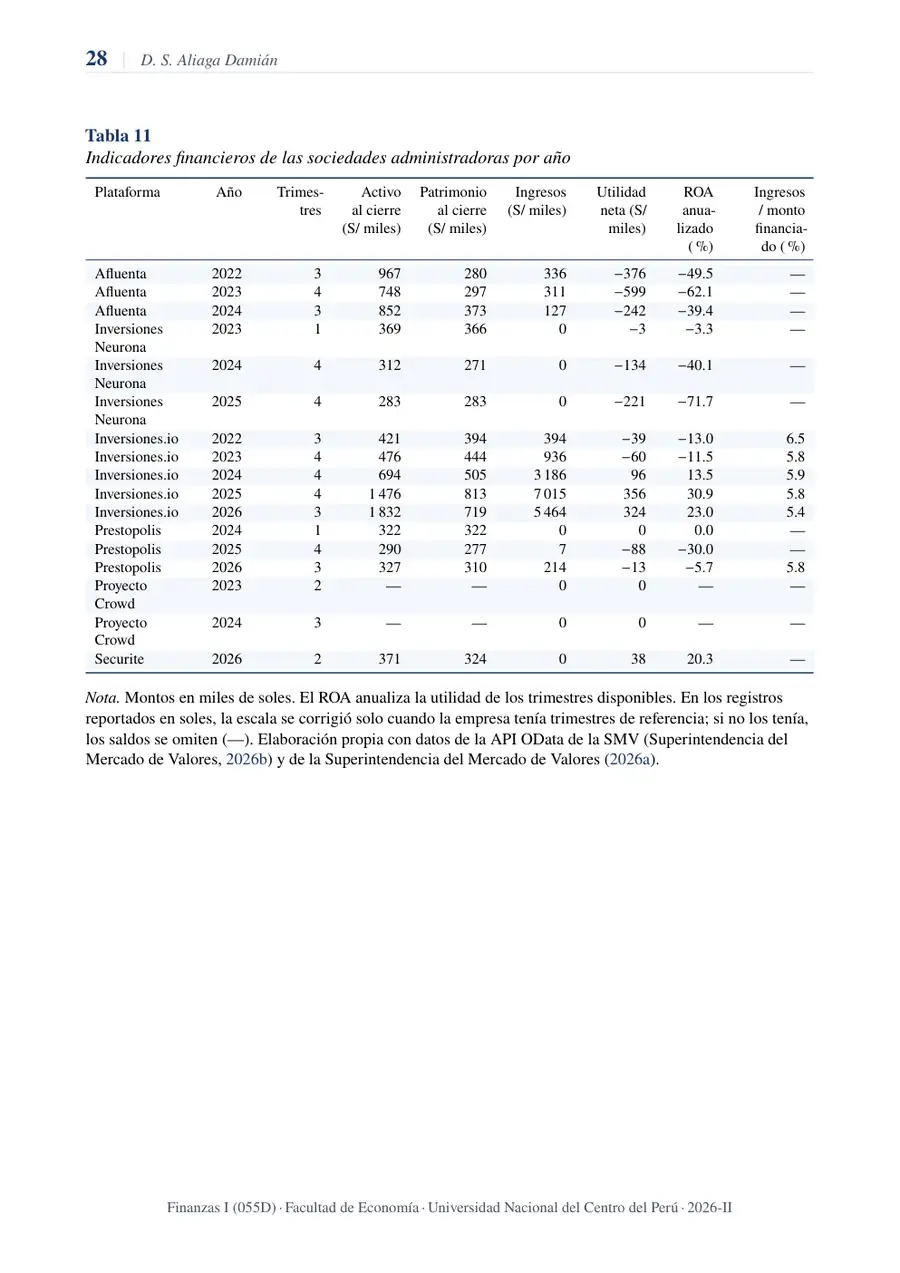 28 | D. S. Aliaga Damián
Tabla 11
Indicadores financieros de las sociedades administradoras por año
Plataforma Año Trimes- Activo Patrimonio Ingresos Utilidad ROA Ingresos
tres al cierre al cierre (S/ miles) neta (S/ anua- / monto
(S/ miles) (S/ miles) miles) lizado financia-
( %) do ( %)
Afluenta 2022 3 967 280 336 −376 −49.5 —
Afluenta 2023 4 748 297 311 −599 −62.1 —
Afluenta 2024 3 852 373 127 −242 −39.4 —
Inversiones 2023 1 369 366 0 −3 −3.3 —
Neurona
Inversiones 2024 4 312 271 0 −134 −40.1 —
Neurona
Inversiones 2025 4 283 283 0 −221 −71.7 —
Neurona
Inversiones.io 2022 3 421 394 394 −39 −13.0 6.5
Inversiones.io 2023 4 476 444 936 −60 −11.5 5.8
Inversiones.io 2024 4 694 505 3 186 96 13.5 5.9
Inversiones.io 2025 4 1 476 813 7 015 356 30.9 5.8
Inversiones.io 2026 3 1 832 719 5 464 324 23.0 5.4
Prestopolis 2024 1 322 322 0 0 0.0 —
Prestopolis 2025 4 290 277 7 −88 −30.0 —
Prestopolis 2026 3 327 310 214 −13 −5.7 5.8
Proyecto 2023 2 — — 0 0 — —
Crowd
Proyecto 2024 3 — — 0 0 — —
Crowd
Securite 2026 2 371 324 0 38 20.3 —
Nota. Montos en miles de soles. El ROA anualiza la utilidad de los trimestres disponibles. En los registros
reportados en soles, la escala se corrigió solo cuando la empresa tenía trimestres de referencia; si no los tenía,
los saldos se omiten (—). Elaboración propia con datos de la API OData de la SMV (Superintendencia del
Mercado de Valores, 2026b) y de la Superintendencia del Mercado de Valores (2026a).
Finanzas I (055D) · Facultad de Economía · Universidad Nacional del Centro del Perú · 2026-II